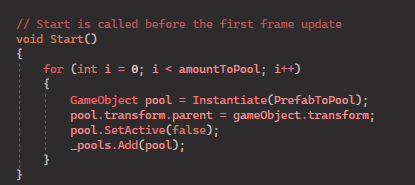 // Start is called before the first frame update
void Start()
{
for (int i = 0; i < amountToPool; i++)
{
GameObject pool = Instantiate(PrefabToPool);
pool.transform.parent = gameObject.transform;
pool.SetActive(false);
_pools.Add(pool);
}
}